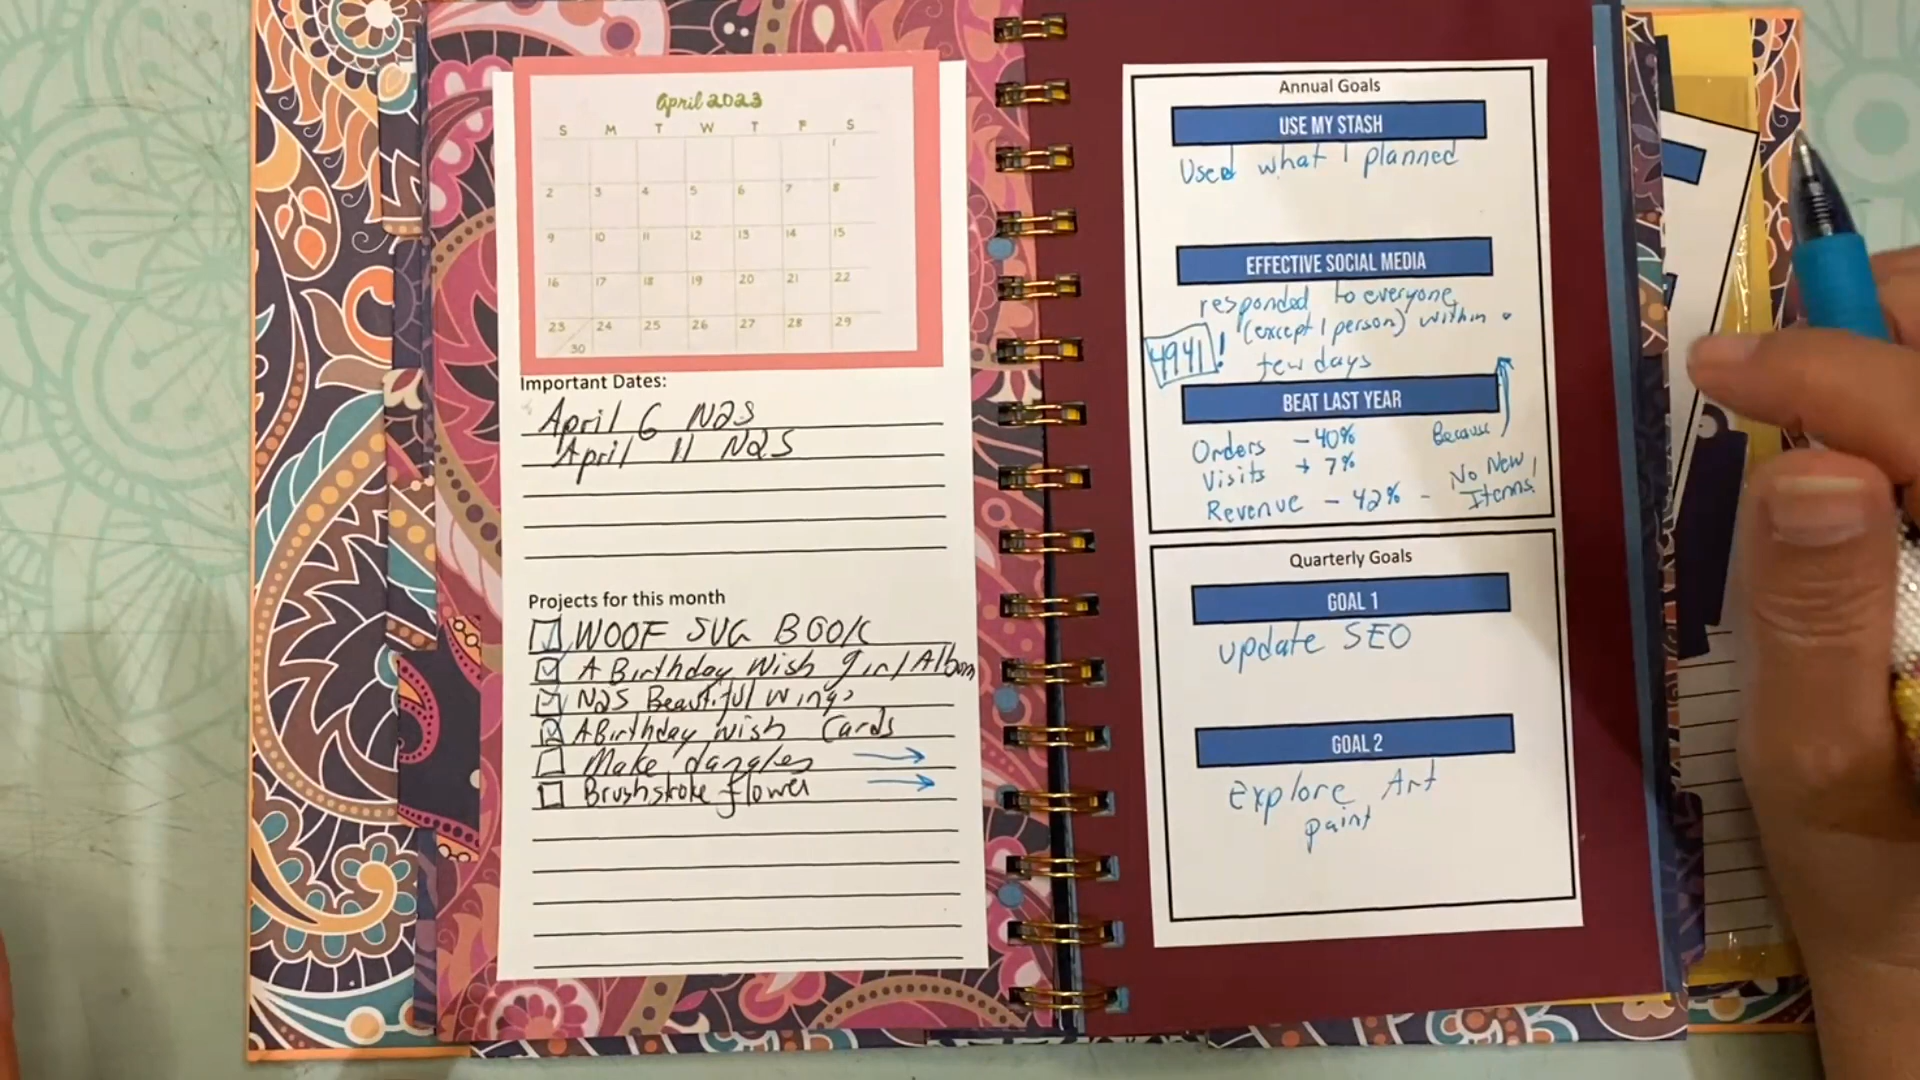 April 2023
S M T W T F S
1
2 3 4 5 6 7 8
9 10 11 12 13 14 15
16 17 18 19 20 21 22
23 24 25 26 27 28 29
30
Important Dates:
April 6 N2S
April 11 N2S
Projects for this month
WOOF SVG BOOK
A Birthday Wish girl Album
N2S Beautiful Wings
A Birthday wish Cards
Make dangles
Brushstroke flower
Annual Goals
USE MY STASH
Used what I planned
EFFECTIVE SOCIAL MEDIA
responded to everyone
(except 1 person) within a
few days
4941!
BEAT LAST YEAR
Orders - 40%
Visits + 7%
Revenue - 42% -
Because
No New
Items!
Quarterly Goals
GOAL 1
update SEO
GOAL 2
explore Art
paint